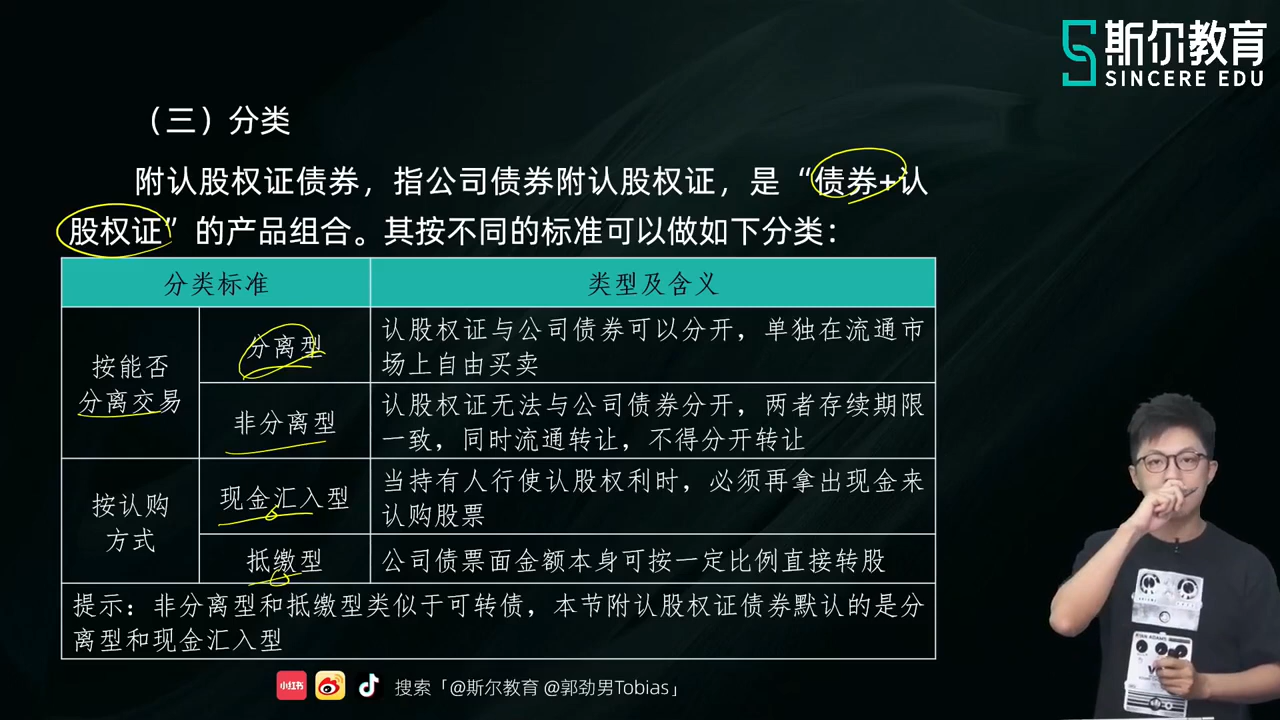 斯尔教育
SINCERE EDU
（三）分类
附认股权证债券，指公司债券附认股权证，是“债券+认
股权证”的产品组合。其按不同的标准可以做如下分类：
分类标准 类型及含义
按能否
分离交易
分离型
认股权证与公司债券可以分开，单独在流通市
场上自由买卖
非分离型
认股权证无法与公司债券分开，两者存续期限
一致，同时流通转让，不得分开转让
按认购
方式
现金汇入型
当持有人行使认股权利时，必须再拿出现金来
认购股票
抵缴型
公司债票面金额本身可按一定比例直接转股
提示：非分离型和抵缴型类似于可转债，本节附认股权证债券默认的是分
离型和现金汇入型
小红书
搜索「@斯尔教育 @郭劲男Tobias」
RYAN ADAMS